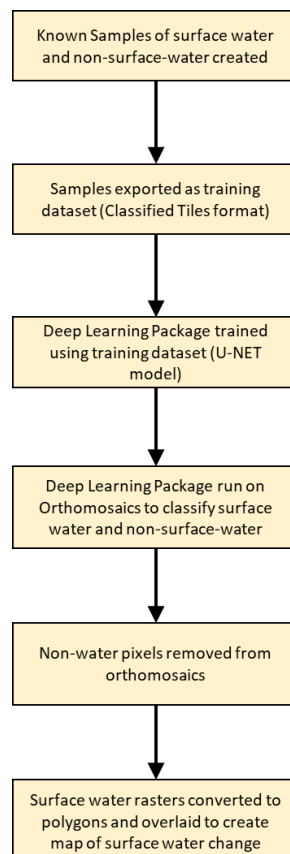 Known Samples of surface water
and non-surface-water created
Samples exported as training
dataset (Classified Tiles format)
Deep Learning Package trained
using training dataset (U-NET
model)
Deep Learning Package run on
Orthomosaics to classify surface
water and non-surface-water
Non-water pixels removed from
orthomosaics
Surface water rasters converted to
polygons and overlaid to create
map of surface water change